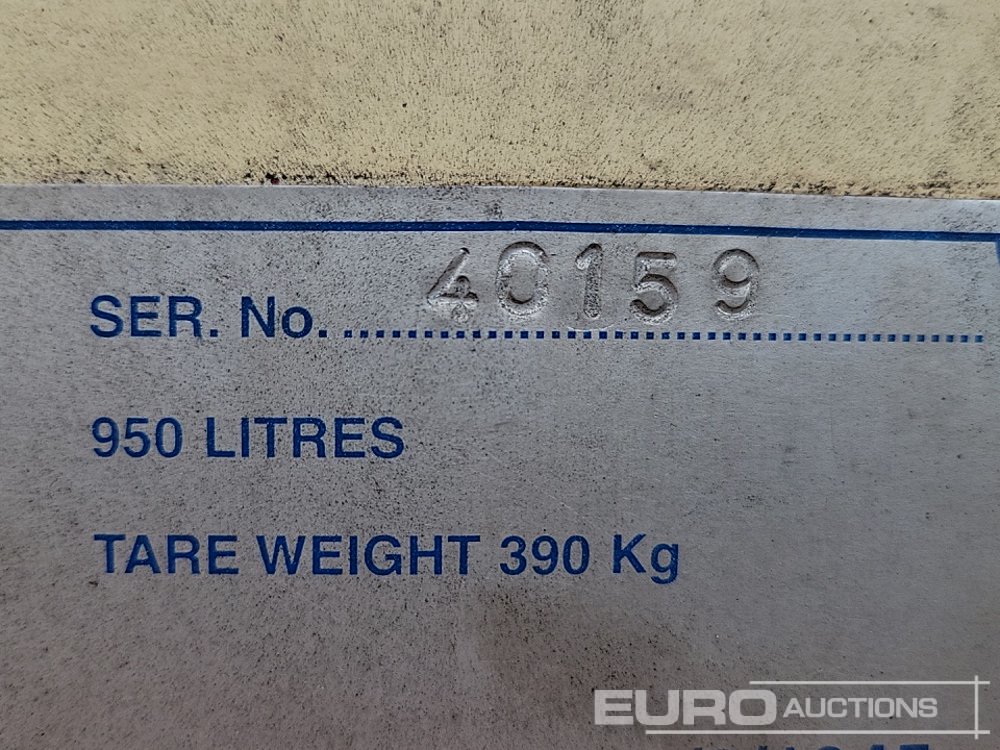 SER. No. 40159
950 LITRES
TARE WEIGHT 390 Kg
EURO AUCTIONS